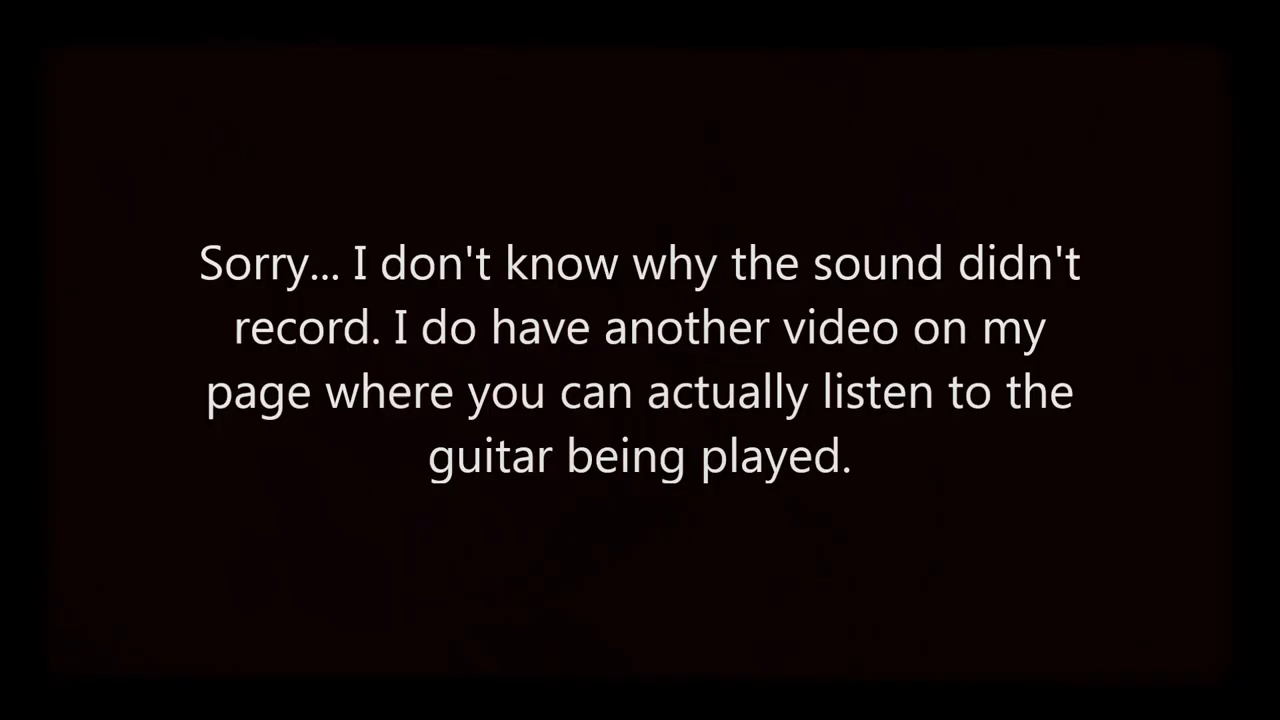 Sorry... I don't know why the sound didn't
record. I do have another video on my
page where you can actually listen to the
guitar being played.